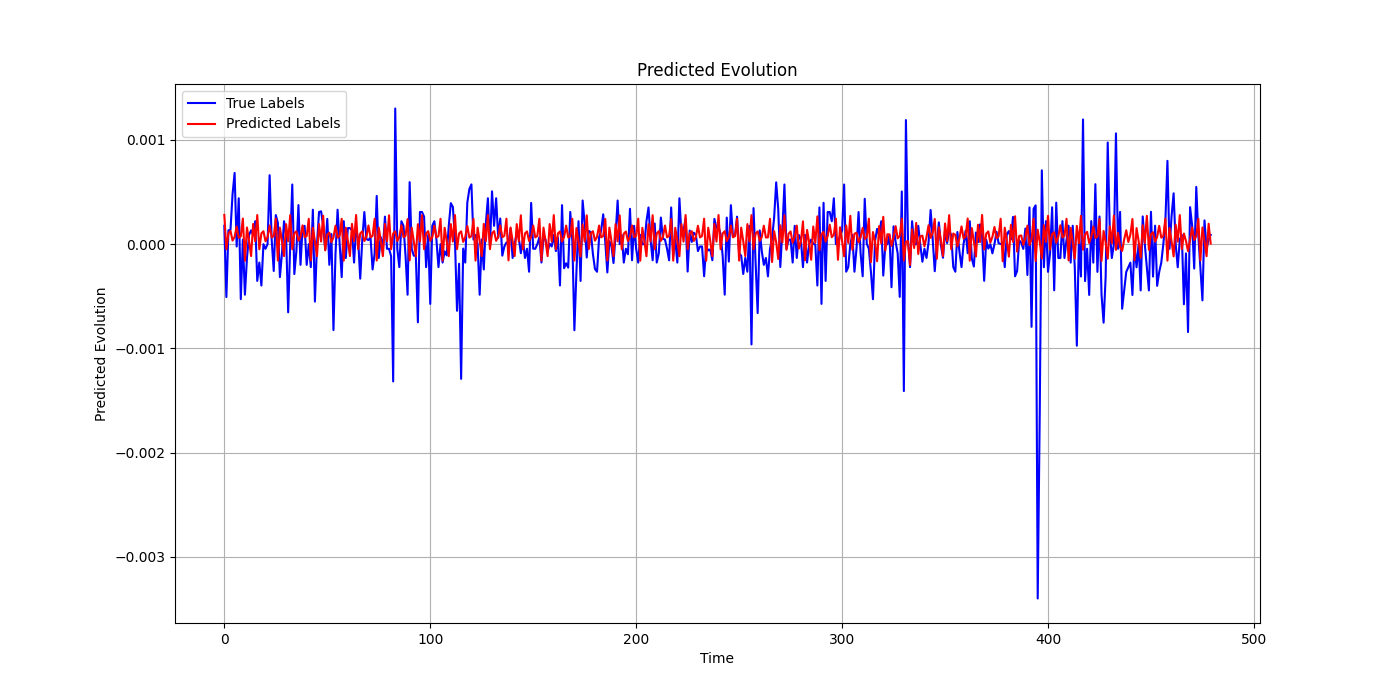 Predicted Evolution
True Labels
Predicted Labels
0.001
0.000
−0.001
−0.002
−0.003
Predicted Evolution
0
100
200
300
400
500
Time